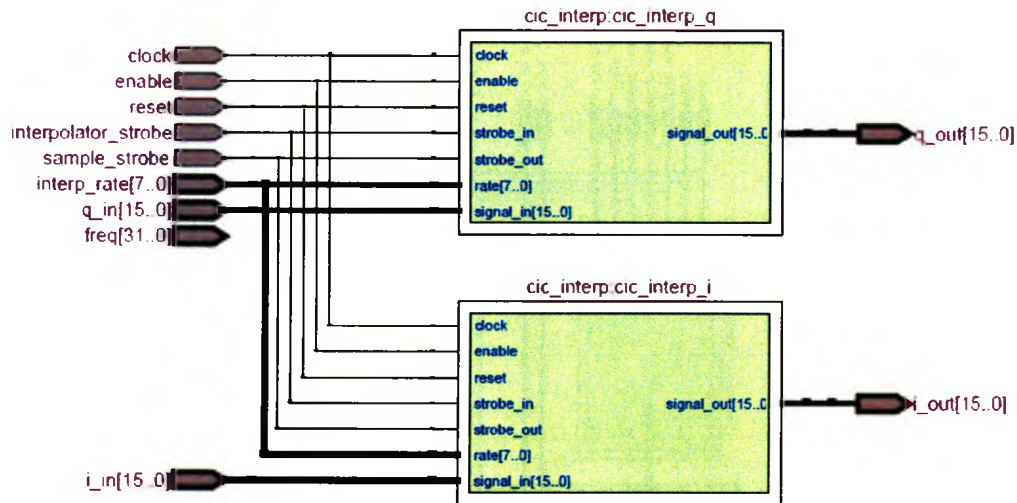 cic_interp:cic_interp_q
clock
enable
reset
interpolator_strobe
sample_strobe
interp_rate[7..0]
q_in[15..0]
freq[31..0]
clock
enable
reset
strobe_in
strobe_out
rate[7..0]
signal_in[15..0]
signal_out[15..0
q_out[15..0]
cic_interp:cic_interp_i
clock
enable
reset
strobe_in
strobe_out
rate[7..0]
signal_in[15..0]
signal_out[15..0
i_out[15..0]
i_in[15..0]